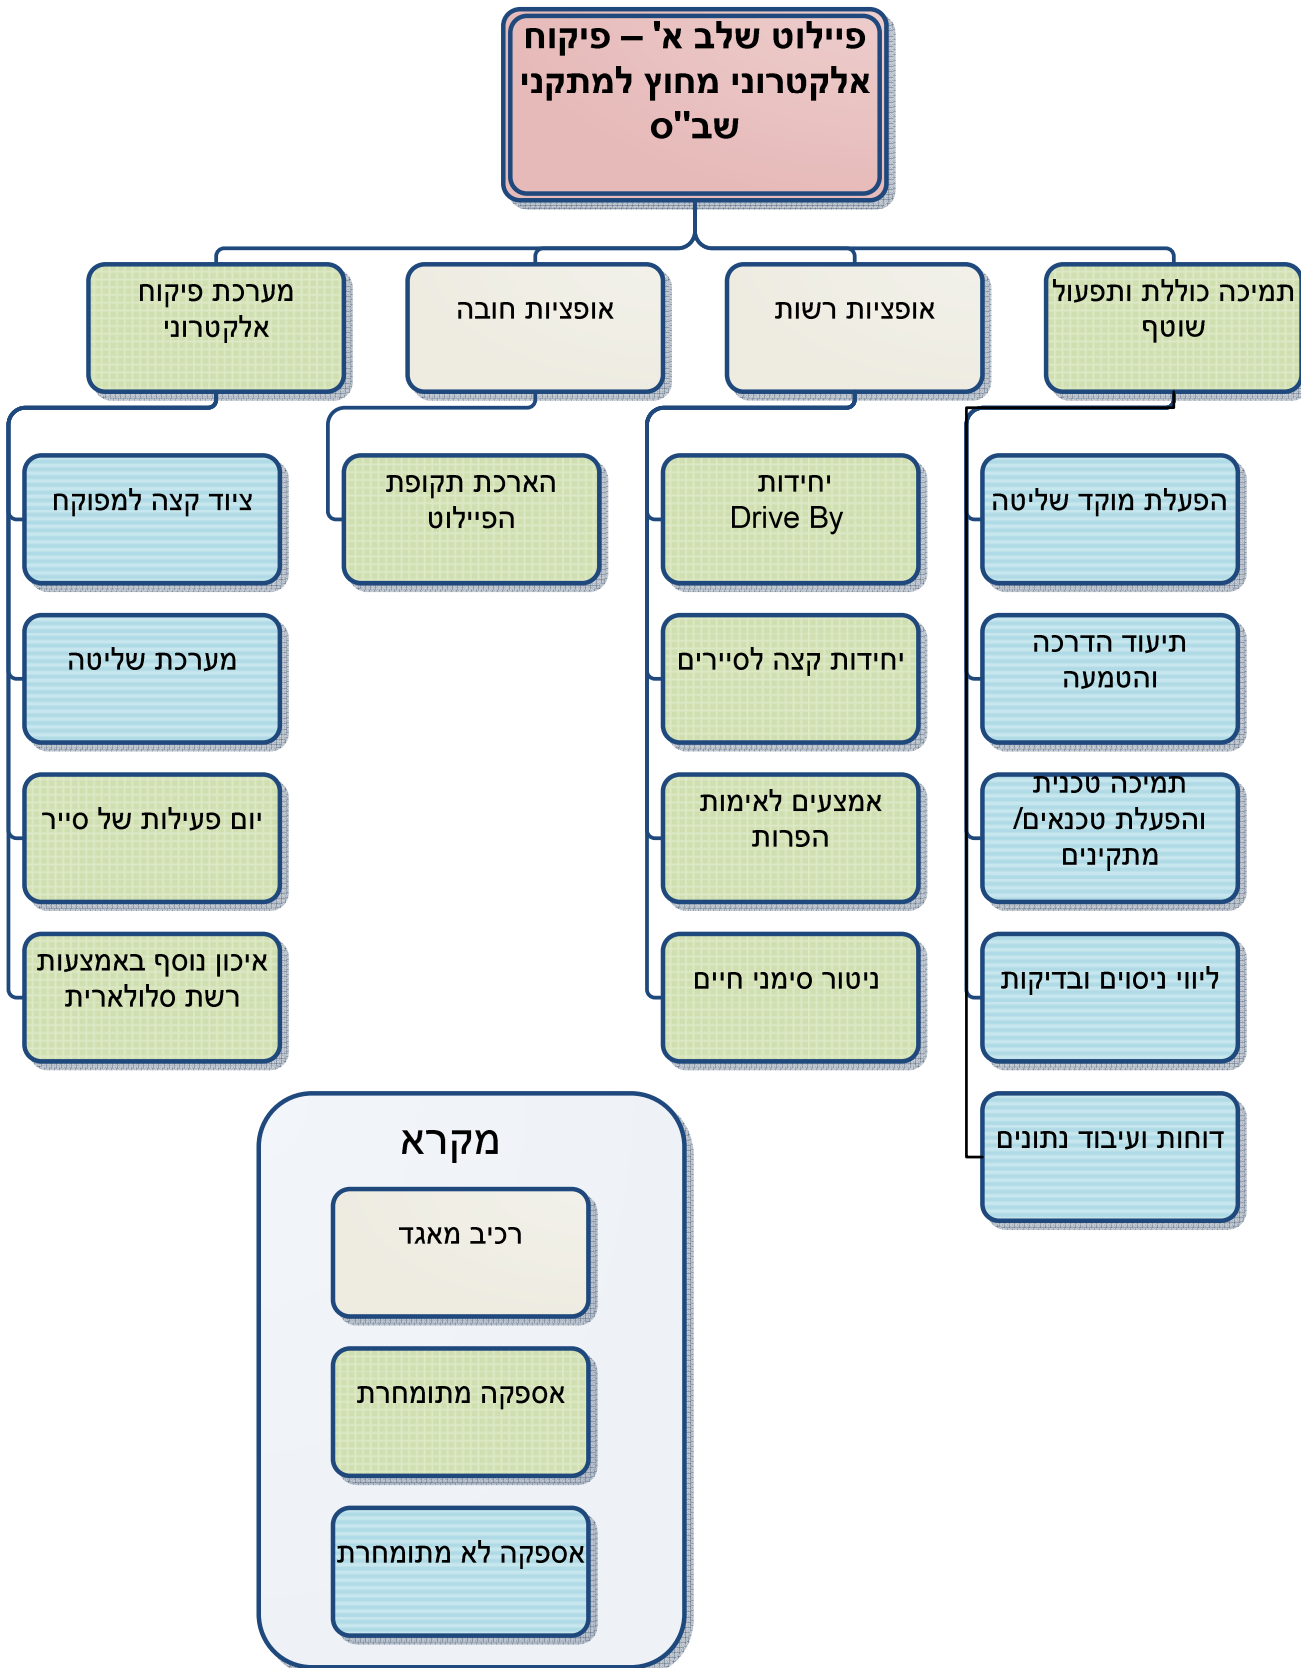 פיילוט שלב א' – פיקוח
אלקטרוני מחוץ למתקני
שב"ס
תמיכה כוללת ותפעול
שוטף
אופציות רשות
אופציות חובה
מערכת פיקוח
אלקטרוני
הפעלת מוקד שליטה
תיעוד הדרכה
והטמעה
תמיכה טכנית
והפעלת טכנאים/
מתקינים
ליווי ניסוים ובדיקות
דוחות ועיבוד נתונים
יחידות
Drive By
יחידות קצה לסיירים
אמצעים לאימות
הפרות
ניטור סימני חיים
הארכת תקופת
הפיילוט
ציוד קצה למפוקח
מערכת שליטה
יום פעילות של סייר
איכון נוסף באמצעות
רשת סלולארית
מקרא
רכיב מאגד
אספקה מתומחרת
אספקה לא מתומחרת